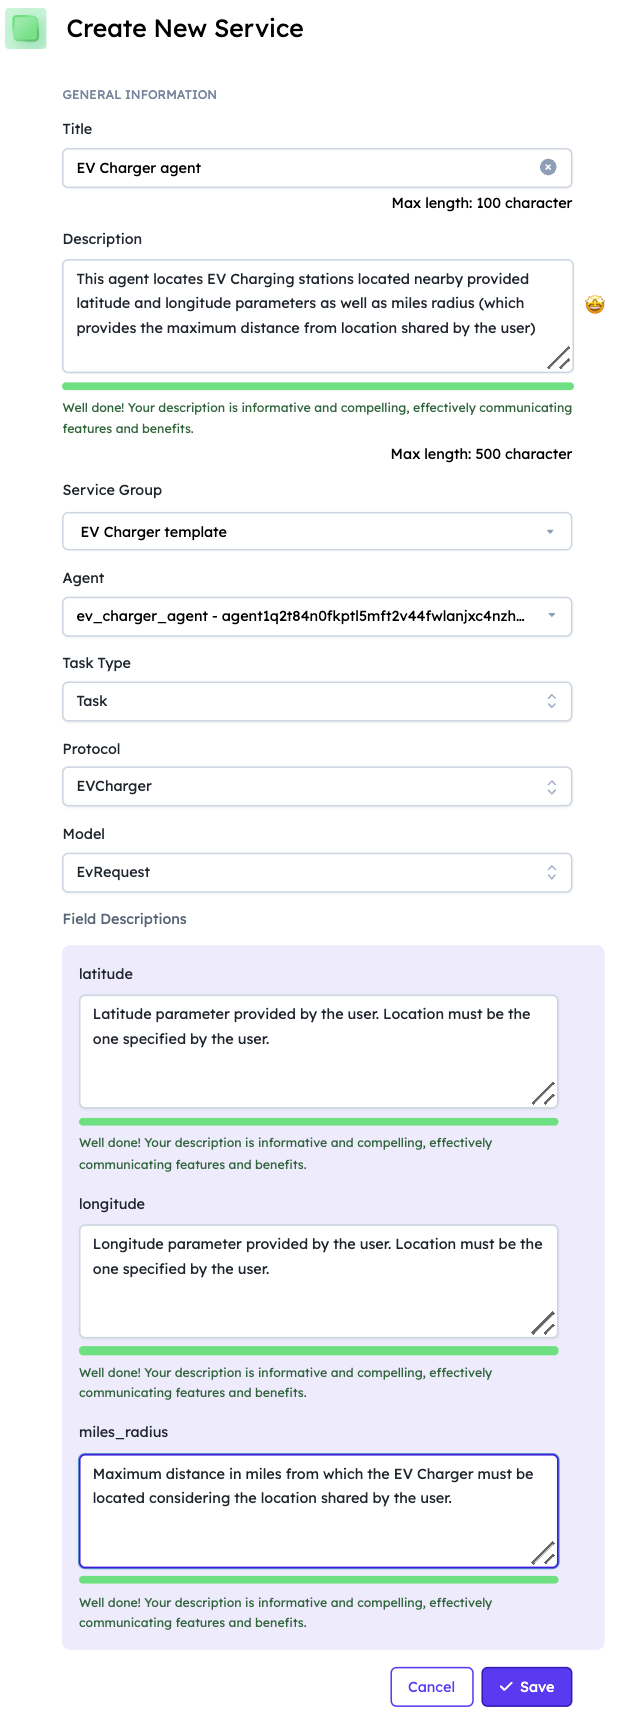 Create New Service
GENERAL INFORMATION
Title
EV Charger agent
Max length: 100 character
Description
This agent locates EV Charging stations located nearby provided
latitude and longitude parameters as well as miles radius (which
provides the maximum distance from location shared by the user)
Well done! Your description is informative and compelling, effectively communicating
features and benefits.
Max length: 500 character
Service Group
EV Charger template
Agent
ev_charger_agent - agent1q2t84n0fkptl5mft2v44fwlanjxc4nzh...
Task Type
Task
Protocol
EVCharger
Model
EvRequest
Field Descriptions
latitude
Latitude parameter provided by the user. Location must be the
one specified by the user.
Well done! Your description is informative and compelling, effectively
communicating features and benefits.
longitude
Longitude parameter provided by the user. Location must be the
one specified by the user.
Well done! Your description is informative and compelling, effectively
communicating features and benefits.
miles_radius
Maximum distance in miles from which the EV Charger must be
located considering the location shared by the user.
Well done! Your description is informative and compelling, effectively
communicating features and benefits.
Cancel
Save